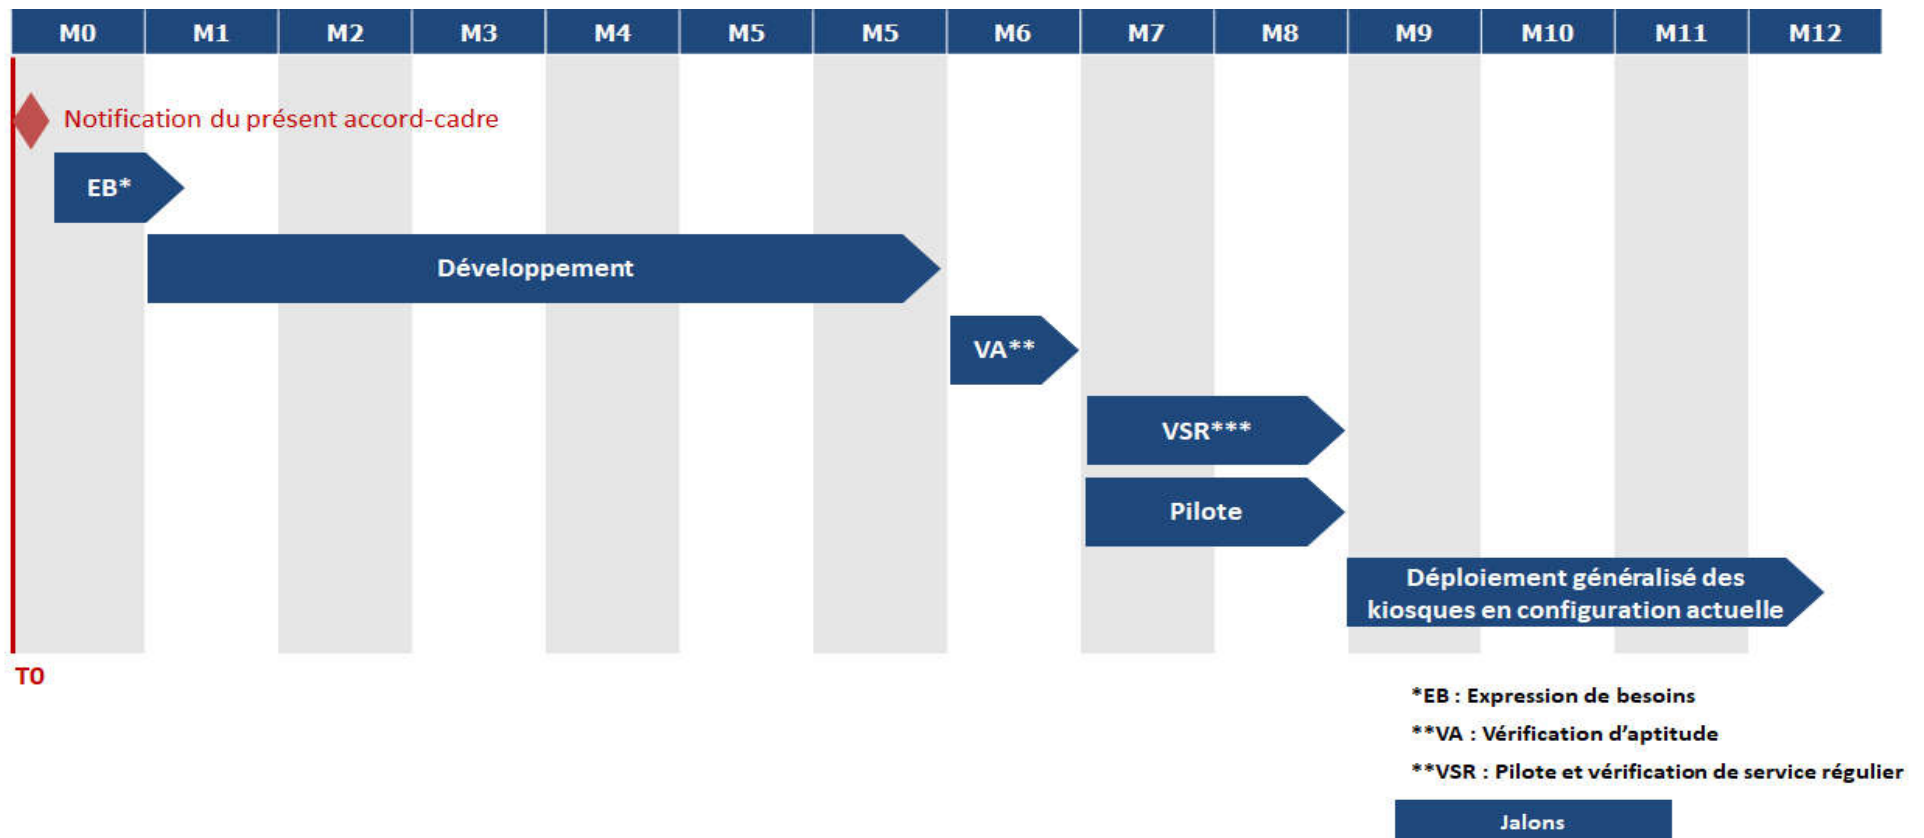 M0 M1 M2 M3 M4 M5 M5 M6 M7 M8 M9 M10 M11 M12
Notification du présent accord-cadre
EB*
Développement
VA**
VSR***
Pilote
Déploiement généralisé des
kiosques en configuration actuelle
T0
*EB : Expression de besoins
**VA : Vérification d'aptitude
**VSR : Pilote et vérification de service régulier
Jalons